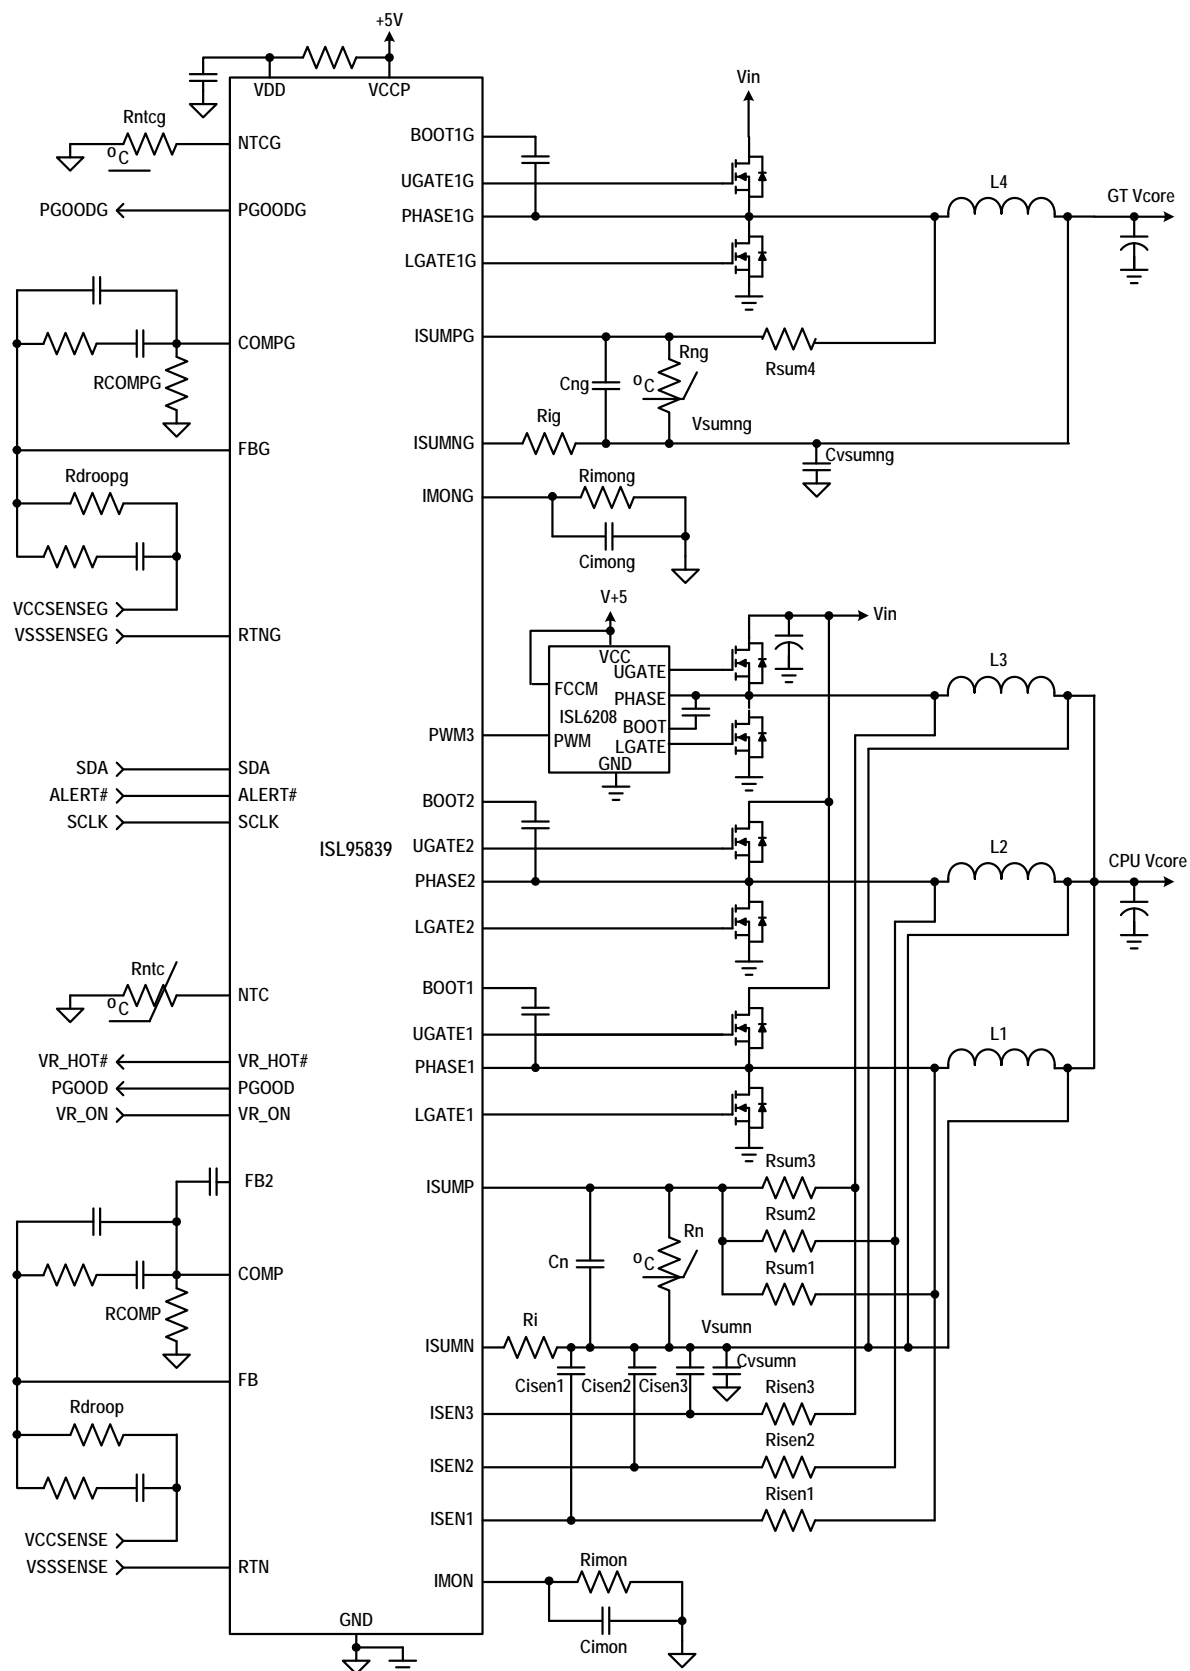 +5V
VDD
VCCP
Vin
Rntcg
oC
NTCG
BOOT1G
UGATE1G
L4
PGOODG
PGOODG
PHASE1G
GT Vcore
LGATE1G
COMPG
ISUMPG
RCOMPG
Cng
oC
Rng
Rsum4
Rig
Vsumng
FBG
ISUMNG
Cvsumng
Rdroopg
IMONG
Rimong
Cimong
VCCSENSEG
V+5
Vin
VSSSENSEG
RTNG
VCC
UGATE
L3
FCCM
PHASE
ISL6208
BOOT
PWM3
PWM
LGATE
GND
SDA
SDA
ALERT#
ALERT#
BOOT2
SCLK
SCLK
ISL95839
UGATE2
L2
PHASE2
CPU Vcore
LGATE2
Rntc
oC
NTC
BOOT1
UGATE1
L1
VR_HOT#
VR_HOT#
PHASE1
PGOOD
PGOOD
VR_ON
VR_ON
LGATE1
FB2
ISUMP
Rsum3
Rsum2
Cn
oC
Rn
COMP
Rsum1
RCOMP
Ri
Vsumn
ISUMN
FB
Cisen1
Cisen2
Cisen3
Cvsumn
Rdroop
ISEN3
Risen3
ISEN2
Risen2
ISEN1
Risen1
VCCSENSE
VSSSENSE
RTN
IMON
Rimon
GND
Cimon